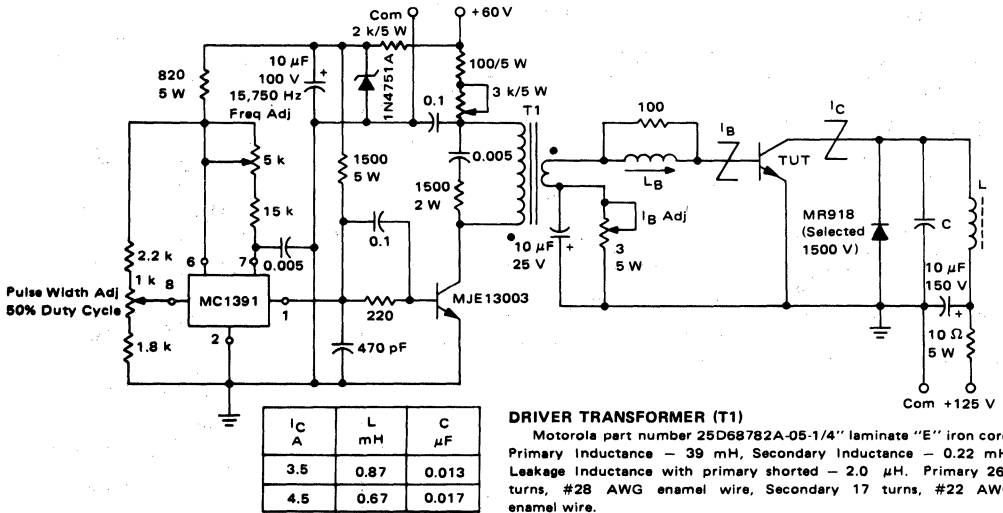 Com
+60 V
2 k/5 W
10 µF
100 V
15,750 Hz
Freq Adj
1N4751A
100/5 W
3 k/5 W
820
5 W
0.1
T1
100
I_B
I_C
5 k
1500
5 W
0.005
1500
2 W
L_B
TUT
L
15 k
0.1
I_B Adj
MR918
(Selected
1500 V)
C
2.2 k
6
7
0.005
10 µF
25 V
3
5 W
10 µF
150 V
Pulse Width Adj
50% Duty Cycle
1 k
8
MC1391
1
220
MJE13003
1.8 k
2
470 pF
10 Ω
5 W
Com +125 V
I_C
A
L
mH
C
µF
3.5 0.87 0.013
4.5 0.67 0.017
DRIVER TRANSFORMER (T1)
Motorola part number 25D68782A-05-1/4" laminate "E" iron cor
Primary Inductance – 39 mH, Secondary Inductance – 0.22 mH
Leakage Inductance with primary shorted – 2.0 µH. Primary 26
turns, #28 AWG enamel wire, Secondary 17 turns, #22 AW
enamel wire.